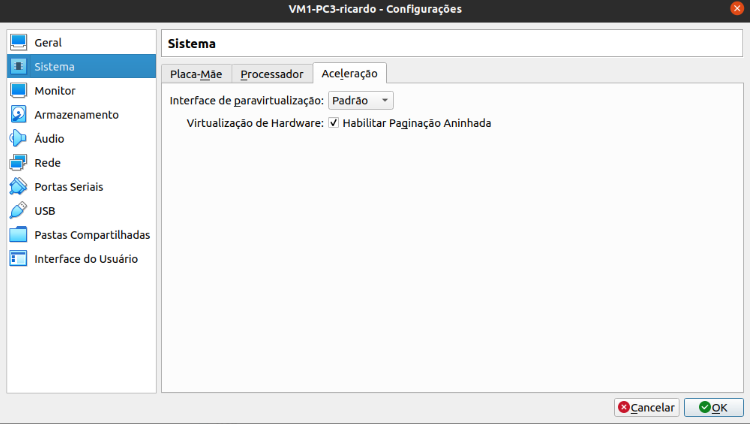 VM1-PC3-ricardo - Configurações
Geral
Sistema
Monitor
Armazenamento
Áudio
Rede
Portas Seriais
USB
Pastas Compartilhadas
Interface do Usuário
Sistema
Placa-Mãe Processador Aceleração
Interface de paravirtualização: Padrão
Virtualização de Hardware: Habilitar Paginação Aninhada
Cancelar OK